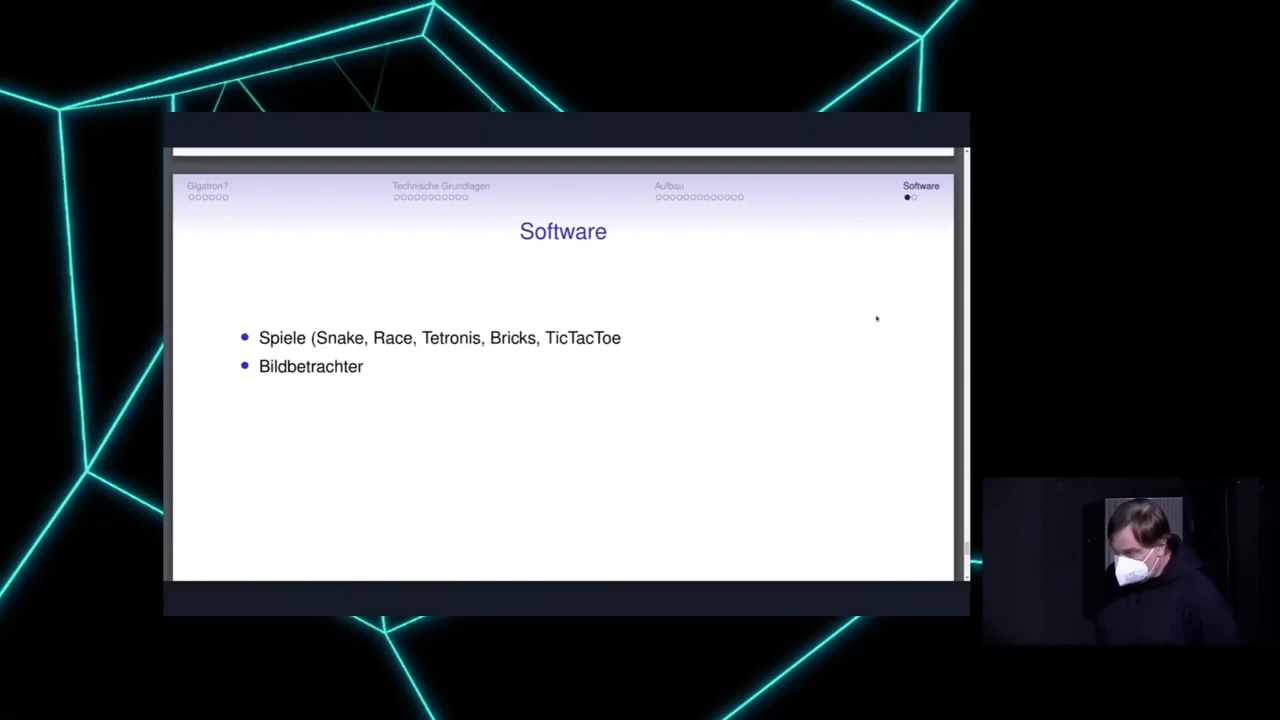 Gigatron?
Technische Grundlagen
Aufbau
Software
Software
Spiele (Snake, Race, Tetronis, Bricks, TicTacToe
Bildbetrachter